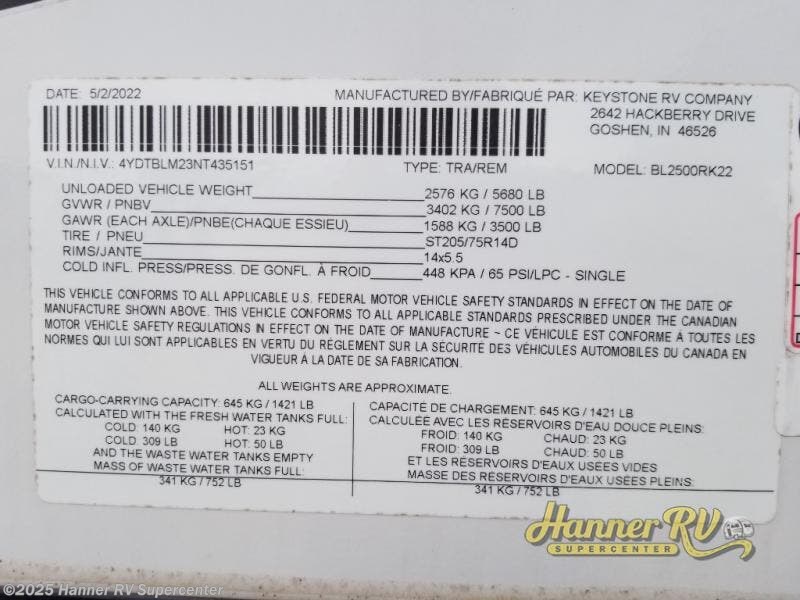 DATE: 5/2/2022 MANUFACTURED BY/FABRIQUÉ PAR: KEYSTONE RV COMPANY
2642 HACKBERRY DRIVE
GOSHEN, IN 46526
V.I.N./N.I.V.: 4YDTBLM23NT435151 TYPE: TRA/REM MODEL: BL2500RK22
UNLOADED VEHICLE WEIGHT 2576 KG / 5680 LB
GVWR / PNBV 3402 KG / 7500 LB
GAWR (EACH AXLE)/PNBE(CHAQUE ESSIEU) 1588 KG / 3500 LB
TIRE / PNEU ST205/75R14D
RIMS/JANTE 14x5.5
COLD INFL. PRESS/PRESS. DE GONFL. À FROID 448 KPA / 65 PSI/LPC - SINGLE
THIS VEHICLE CONFORMS TO ALL APPLICABLE U.S. FEDERAL MOTOR VEHICLE SAFETY STANDARDS IN EFFECT ON THE DATE OF
MANUFACTURE SHOWN ABOVE. THIS VEHICLE CONFORMS TO ALL APPLICABLE STANDARDS PRESCRIBED UNDER THE CANADIAN
MOTOR VEHICLE SAFETY REGULATIONS IN EFFECT ON THE DATE OF MANUFACTURE ~ CE VÉHICULE EST CONFORME À TOUTES LES
NORMES QUI LUI SONT APPLICABLES EN VERTU DU RÉGLEMENT SUR LA SÉCURITÉ DES VÉHICULES AUTOMOBILES DU CANADA EN
VIGUEUR À LA DATE DE SA FABRICATION.
ALL WEIGHTS ARE APPROXIMATE.
CARGO-CARRYING CAPACITY: 645 KG / 1421 LB
CALCULATED WITH THE FRESH WATER TANKS FULL:
COLD: 140 KG HOT: 23 KG
COLD: 309 LB HOT: 50 LB
AND THE WASTE WATER TANKS EMPTY
MASS OF WASTE WATER TANKS FULL:
341 KG / 752 LB
CAPACITÉ DE CHARGEMENT: 645 KG / 1421 LB
CALCULÉE AVEC LES RÉSERVOIRS D'EAU DOUCE PLEINS:
FROID: 140 KG CHAUD: 23 KG
FROID: 309 LB CHAUD: 50 LB
ET LES RÉSERVOIRS D'EAUX USÉES VIDES
MASSE DES RÉSERVOIRS D'EAUX USÉES PLEINS:
341 KG / 752 LB
Hanner RV
SUPERCENTER
©2025 Hanner RV Supercenter